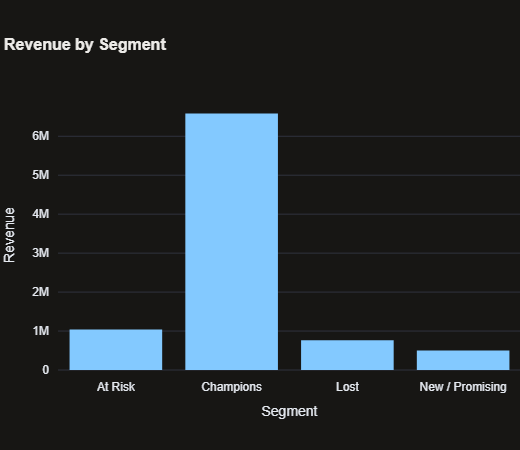 Revenue by Segment
6M
5M
4M
3M
2M
1M
0
Revenue
At Risk
Champions
Lost
New / Promising
Segment